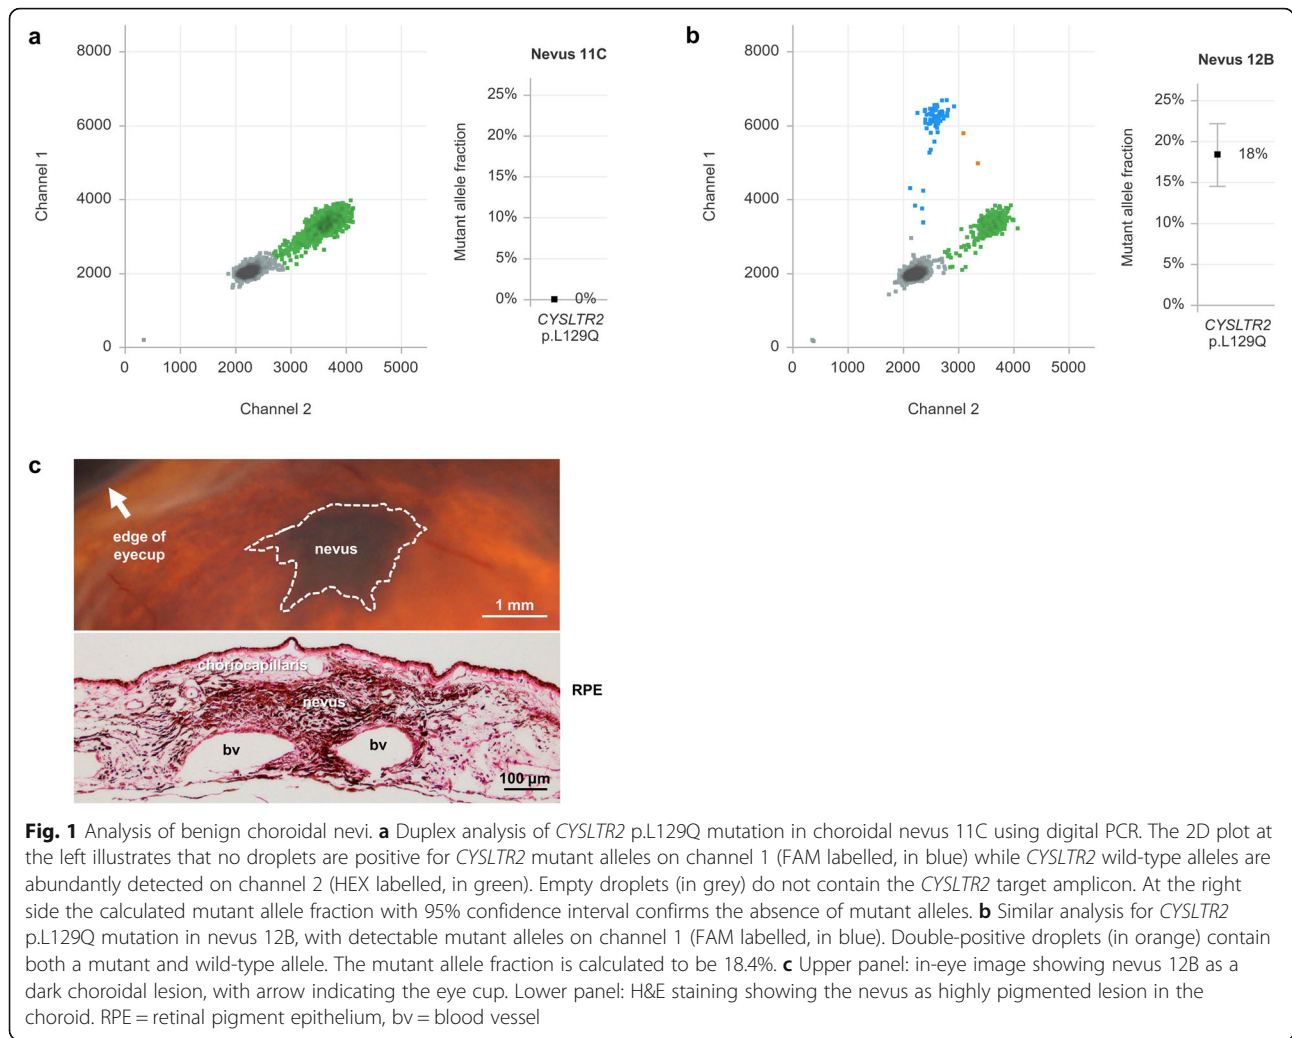 a
Nevus 11C
8000
6000
4000
2000
0
Channel 1
0 1000 2000 3000 4000 5000
Channel 2
25%
20%
15%
10%
5%
0%
Mutant allele fraction
0%
CYSLTR2
p.L129Q
b
Nevus 12B
8000
6000
4000
2000
0
Channel 1
0 1000 2000 3000 4000 5000
Channel 2
25%
20%
15%
10%
5%
0%
Mutant allele fraction
18%
CYSLTR2
p.L129Q
c
edge of
eyecup
nevus
1 mm
choriocapillaris
nevus
RPE
bv
bv
100 µm
Fig. 1 Analysis of benign choroidal nevi. a Duplex analysis of CYSLTR2 p.L129Q mutation in choroidal nevus 11C using digital PCR. The 2D plot at
the left illustrates that no droplets are positive for CYSLTR2 mutant alleles on channel 1 (FAM labelled, in blue) while CYSLTR2 wild-type alleles are
abundantly detected on channel 2 (HEX labelled, in green). Empty droplets (in grey) do not contain the CYSLTR2 target amplicon. At the right
side the calculated mutant allele fraction with 95% confidence interval confirms the absence of mutant alleles. b Similar analysis for CYSLTR2
p.L129Q mutation in nevus 12B, with detectable mutant alleles on channel 1 (FAM labelled, in blue). Double-positive droplets (in orange) contain
both a mutant and wild-type allele. The mutant allele fraction is calculated to be 18.4%. c Upper panel: in-eye image showing nevus 12B as a
dark choroidal lesion, with arrow indicating the eye cup. Lower panel: H&E staining showing the nevus as highly pigmented lesion in the
choroid. RPE = retinal pigment epithelium, bv = blood vessel